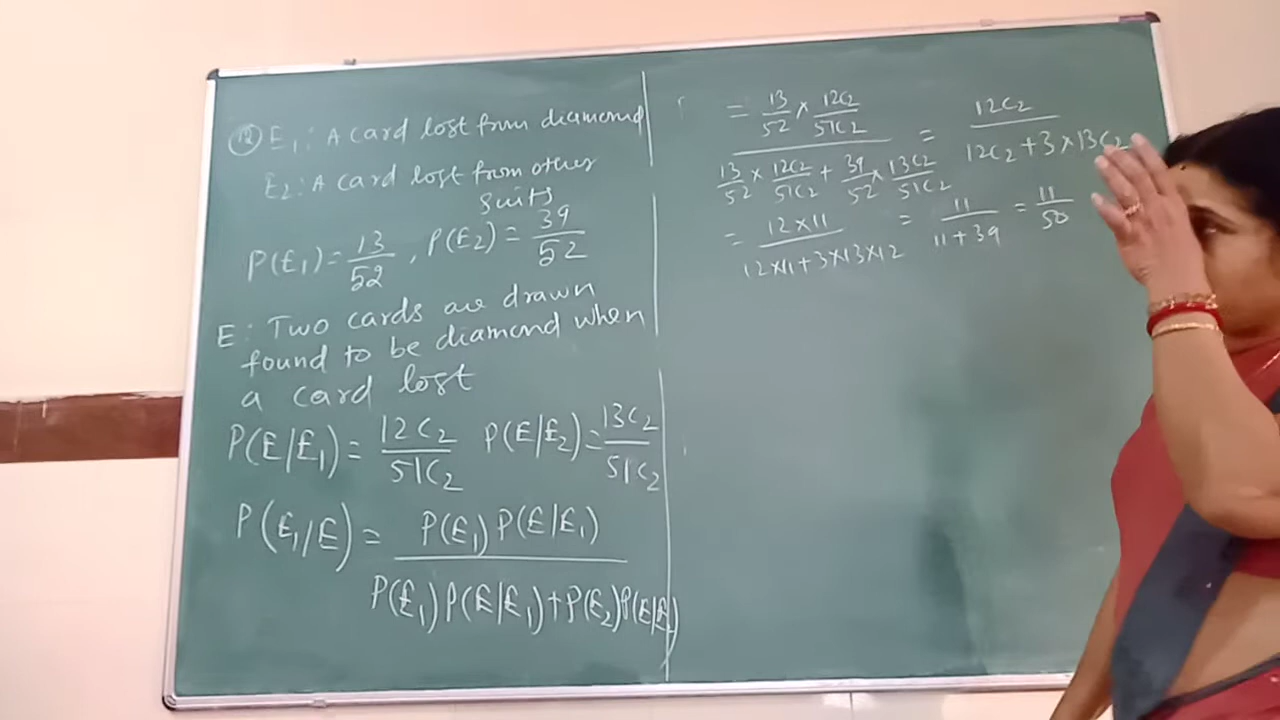 (12) E1: A card lost from diamond
E2: A card lost from other
suits
P(E1) = 13/52, P(E2) = 39/52
E: Two cards are drawn
found to be diamond when
a card lost
P(E/E1) = 12C2/51C2 P(E/E2) = 13C2/51C2
P(E1/E) = P(E1) P(E/E1)
P(E1) P(E/E1) + P(E2) P(E/E2)
= 13/52 × 12C2/51C2 = 12C2
13/52 × 12C2/51C2 + 39/52 × 13C2/51C2 12C2 + 3 × 13C2
= 12 × 11 = 11 = 11/50
12×11 + 3×13×12 11 + 39